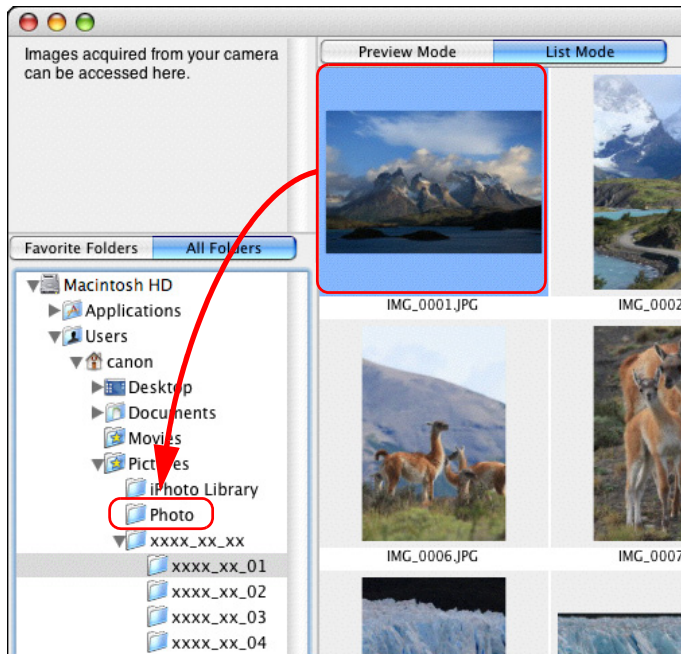 Images acquired from your camera
can be accessed here.
Preview Mode
List Mode
Favorite Folders
All Folders
Macintosh HD
Applications
Users
canon
Desktop
Documents
Movies
Pictures
iPhoto Library
Photo
xxxx_xx_xx
xxxx_xx_01
xxxx_xx_02
xxxx_xx_03
xxxx_xx_04
IMG_0001.JPG
IMG_0002
IMG_0006.JPG
IMG_0007